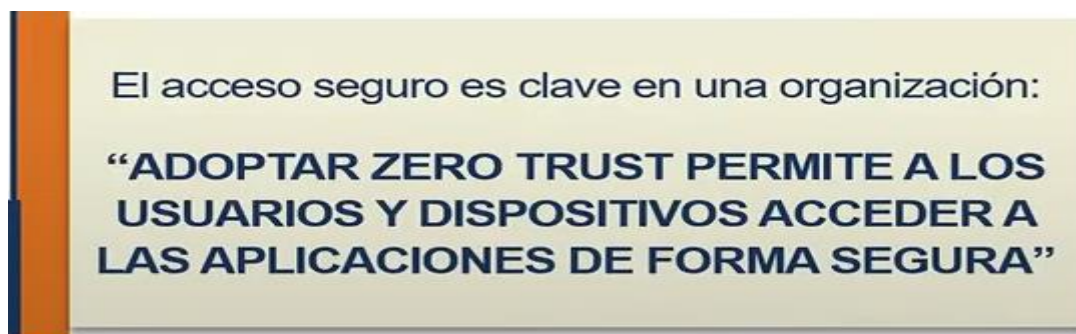 El acceso seguro es clave en una organización:
“ADOPTAR ZERO TRUST PERMITE A LOS
USUARIOS Y DISPOSITIVOS ACCEDER A
LAS APLICACIONES DE FORMA SEGURA”